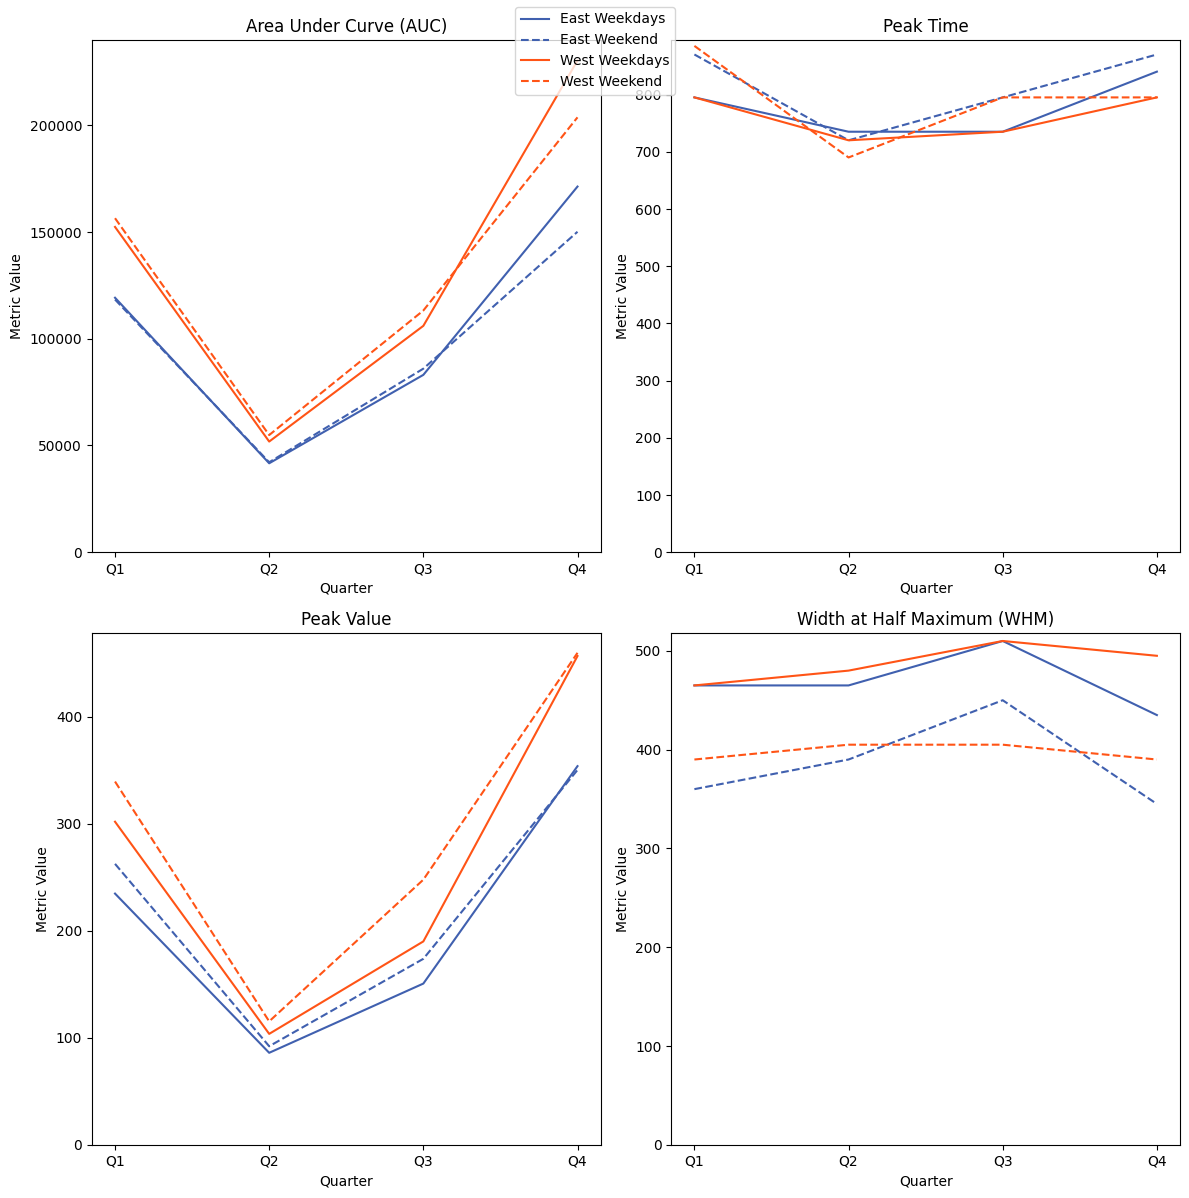 Area Under Curve (AUC)
East Weekdays
East Weekend
West Weekdays
West Weekend
Peak Time
Metric Value
200000
150000
100000
50000
0
Q1 Q2 Q3 Q4
Quarter
Metric Value
800
700
600
500
400
300
200
100
0
Q1 Q2 Q3 Q4
Quarter
Peak Value
Metric Value
400
300
200
100
0
Q1 Q2 Q3 Q4
Quarter
Width at Half Maximum (WHM)
Metric Value
500
400
300
200
100
0
Q1 Q2 Q3 Q4
Quarter